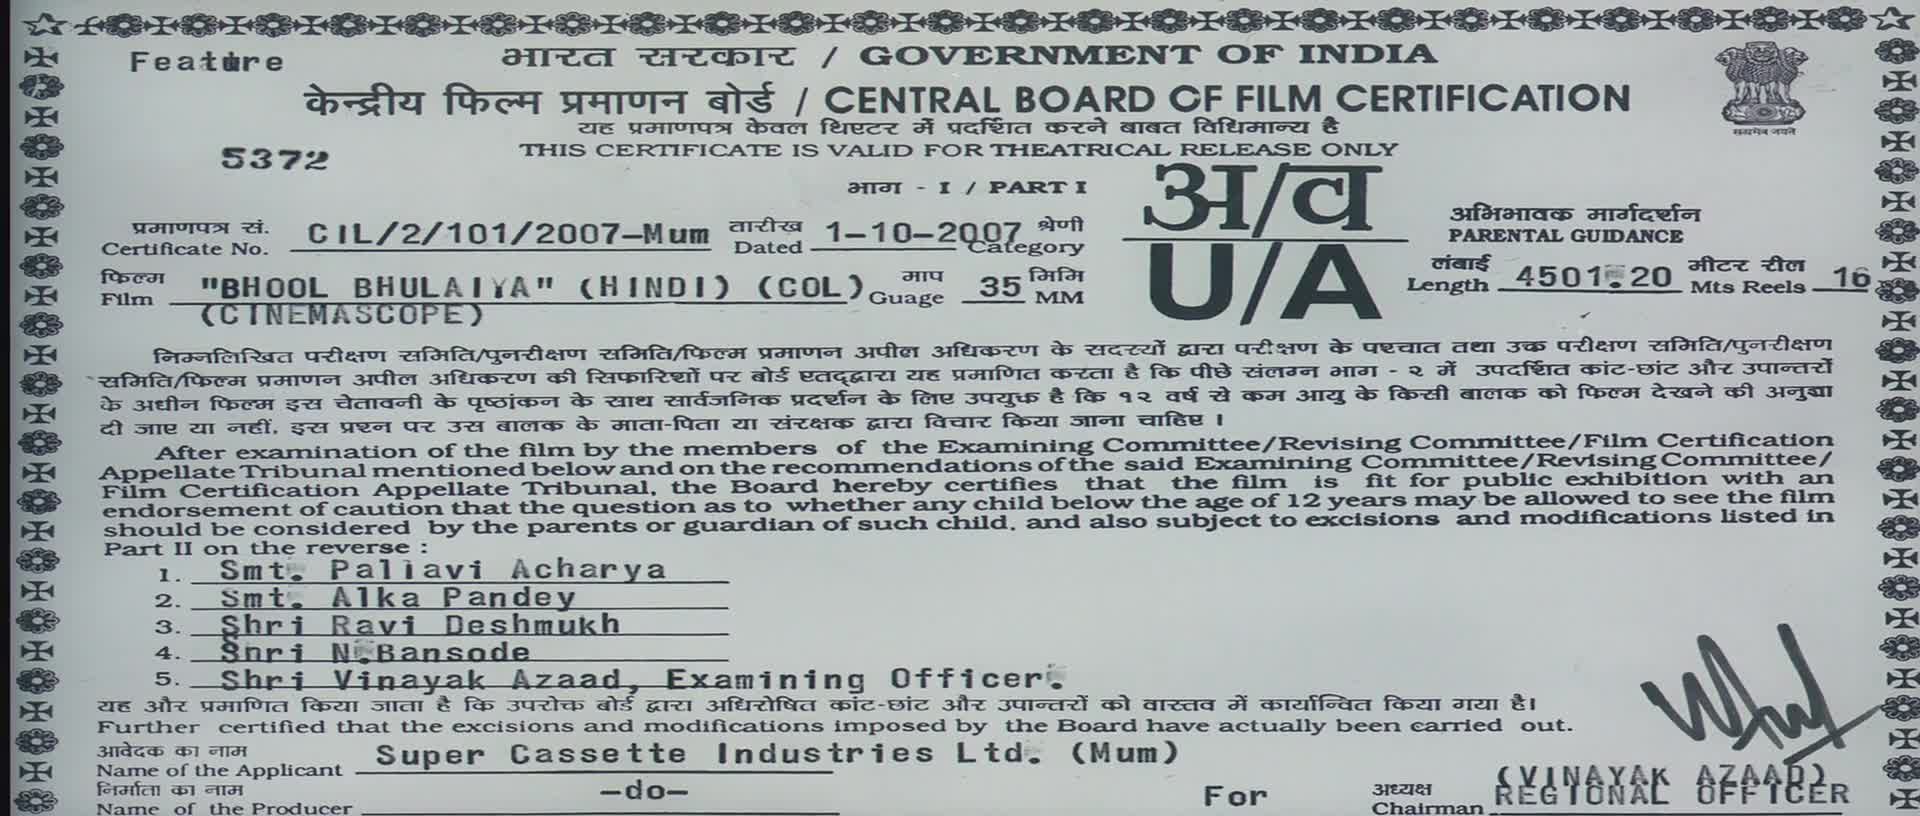 Feature
भारत सरकार / GOVERNMENT OF INDIA
केन्द्रीय फिल्म प्रमाणन बोर्ड / CENTRAL BOARD OF FILM CERTIFICATION
सत्यमेव जयते
यह प्रमाणपत्र केवल थिएटर में प्रदर्शित करने बाबत विधिमान्य है
5372 THIS CERTIFICATE IS VALID FOR THEATRICAL RELEASE ONLY
भाग - I / PART I
अ/व
U/A
प्रमाणपत्र सं. Certificate No. CIL/2/101/2007-Mum तारीख Dated 1-10-2007 श्रेणी Category
अभिभावक मार्गदर्शन
PARENTAL GUIDANCE
फिल्म Film "BHOOL BHULAIYA" (HINDI) (COL) माप Guage 35 मिमि MM
(CINEMASCOPE)
लंबाई Length 4501.20 मीटर रील Mts Reels 16
निम्नलिखित परीक्षण समिति/पुनरीक्षण समिति/फिल्म प्रमाणन अपील अधिकरण के सदस्यों द्वारा परीक्षण के पश्चात तथा उक्त परीक्षण समिति/पुनरीक्षण
समिति/फिल्म प्रमाणन अपील अधिकरण की सिफारिशों पर बोर्ड एतद्द्वारा यह प्रमाणित करता है कि पीछे संलग्न भाग - २ में उपदर्शित कांट-छांट और उपान्तरों
के अधीन फिल्म इस चेतावनी के पृष्ठांकन के साथ सार्वजनिक प्रदर्शन के लिए उपयुक्त है कि १२ वर्ष से कम आयु के किसी बालक को फिल्म देखने की अनुज्ञा
दी जाए या नहीं, इस प्रश्न पर उस बालक के माता-पिता या संरक्षक द्वारा विचार किया जाना चाहिए ।
After examination of the film by the members of the Examining Committee/Revising Committee/Film Certification
Appellate Tribunal mentioned below and on the recommendations of the said Examining Committee/Revising Committee/
Film Certification Appellate Tribunal, the Board hereby certifies that the film is fit for public exhibition with an
endorsement of caution that the question as to whether any child below the age of 12 years may be allowed to see the film
should be considered by the parents or guardian of such child, and also subject to excisions and modifications listed in
Part II on the reverse :
1. Smt. Pallavi Acharya
2. Smt. Alka Pandey
3. Shri Ravi Deshmukh
4. Shri N.Bansode
5. Shri Vinayak Azaad, Examining Officer.
यह और प्रमाणित किया जाता है कि उपरोक्त बोर्ड द्वारा अधिरोषित कांट-छांट और उपान्तरों को वास्तव में कार्यान्वित किया गया है।
Further certified that the excisions and modifications imposed by the Board have actually been carried out.
आवेदक का नाम
Name of the Applicant Super Cassette Industries Ltd. (Mum)
निर्माता का नाम
Name of the Producer -do-
For
अध्यक्ष
Chairman
(VINAYAK AZAAD)
REGIONAL OFFICER